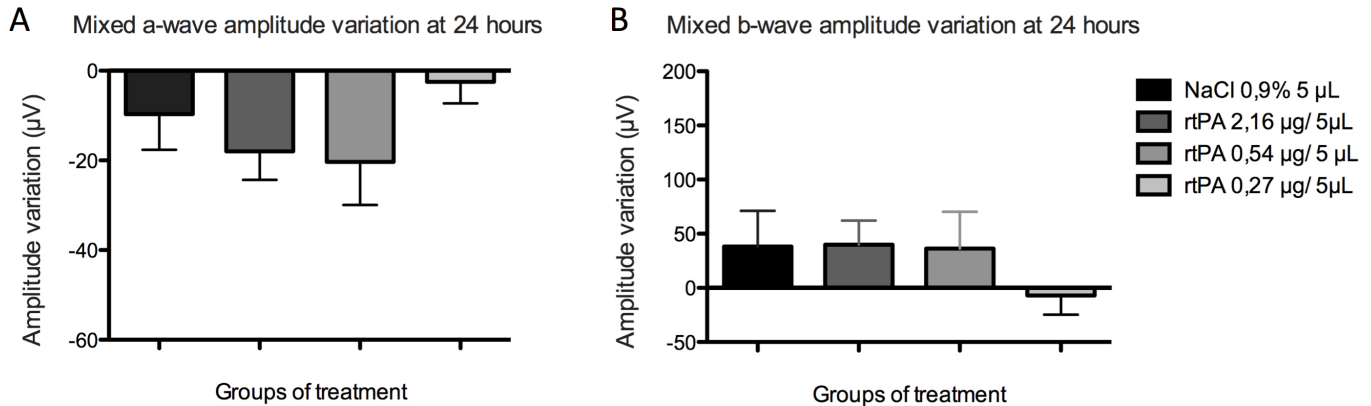 A
Mixed a-wave amplitude variation at 24 hours
Amplitude variation (µV)
0
-20
-40
-60
Groups of treatment
B
Mixed b-wave amplitude variation at 24 hours
Amplitude variation (µV)
200
150
100
50
0
-50
Groups of treatment
NaCl 0,9% 5 µL
rtPA 2,16 µg/ 5µL
rtPA 0,54 µg/ 5 µL
rtPA 0,27 µg/ 5µL